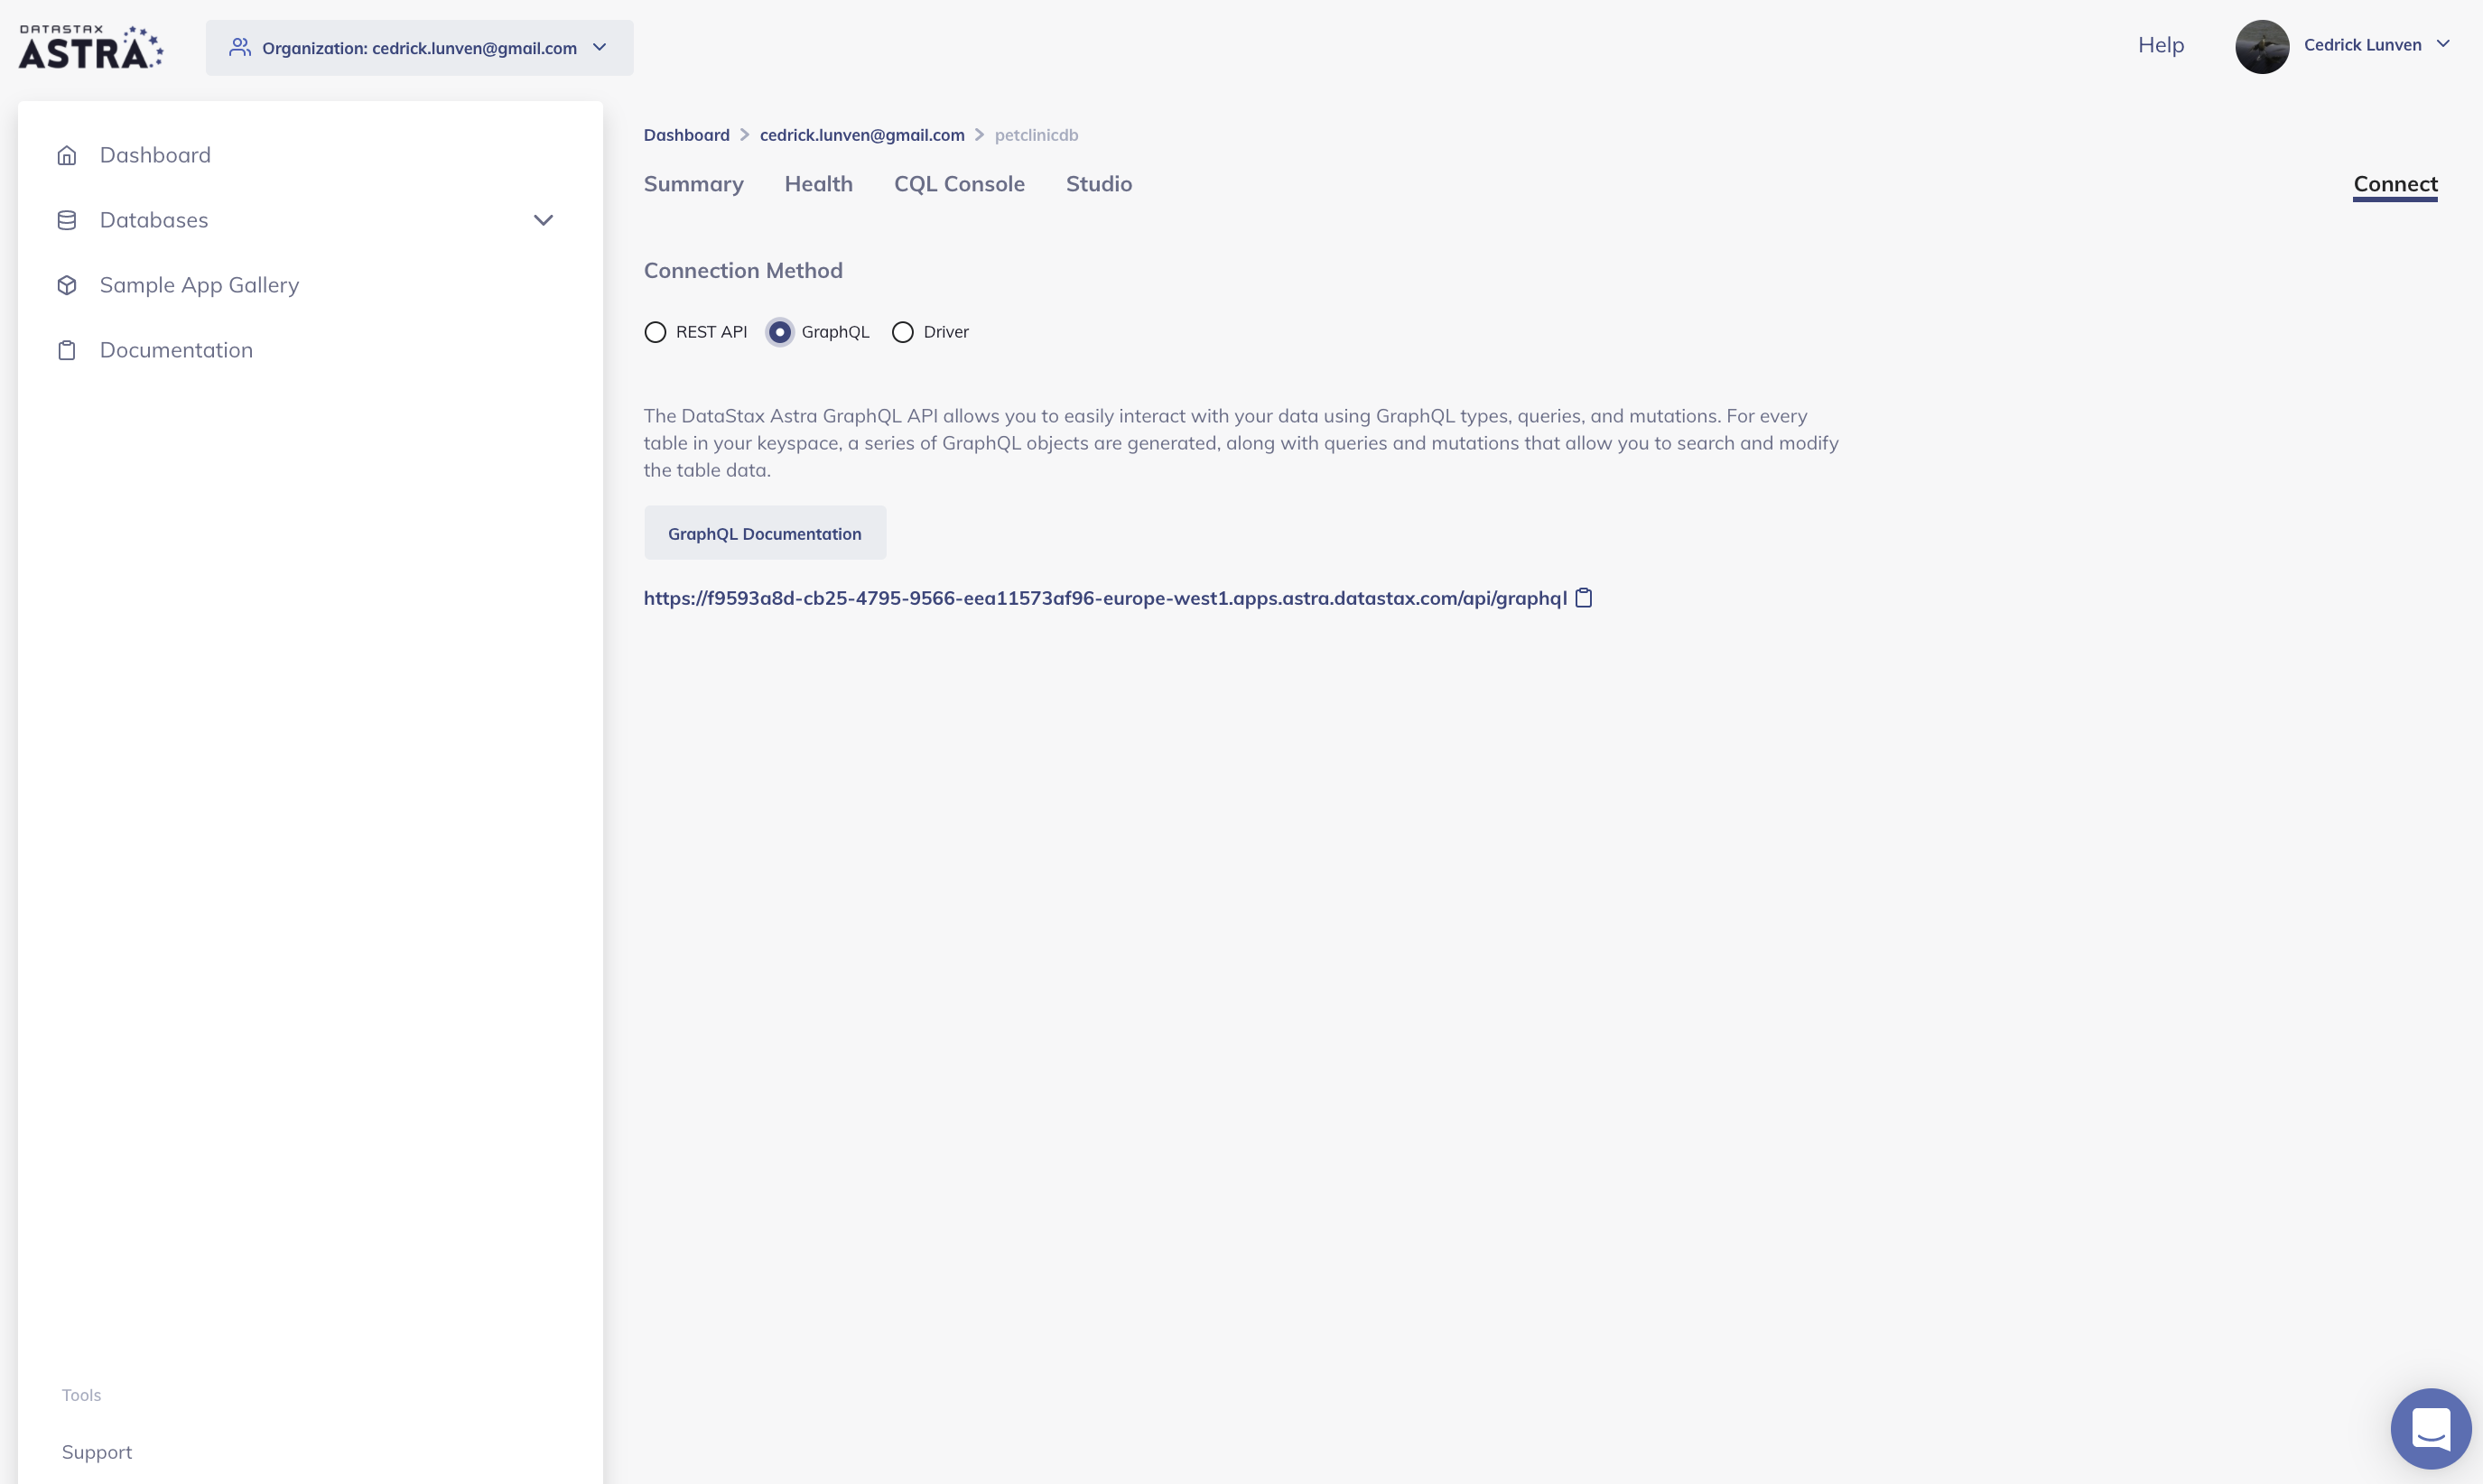 DATASTAX
ASTRA
Organization: cedrick.lunven@gmail.com
Help
Cedrick Lunven
Dashboard
Databases
Sample App Gallery
Documentation
Tools
Support
Dashboard > cedrick.lunven@gmail.com > petclinicdb
Summary Health CQL Console Studio Connect
Connection Method
REST API GraphQL Driver
The DataStax Astra GraphQL API allows you to easily interact with your data using GraphQL types, queries, and mutations. For every
table in your keyspace, a series of GraphQL objects are generated, along with queries and mutations that allow you to search and modify
the table data.
GraphQL Documentation
https://f9593a8d-cb25-4795-9566-eea11573af96-europe-west1.apps.astra.datastax.com/api/graphql